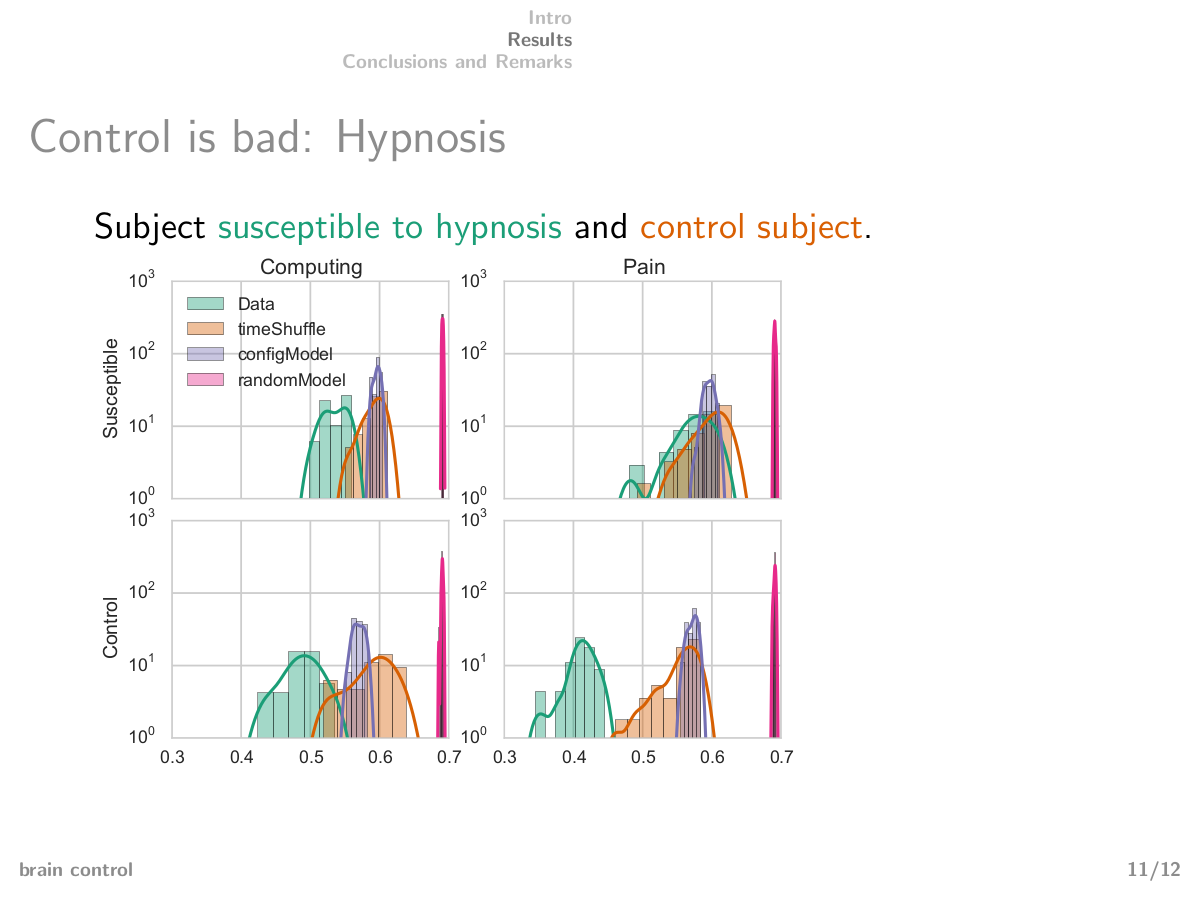 Intro
Results
Conclusions and Remarks
Control is bad: Hypnosis
Subject susceptible to hypnosis and control subject.
Computing
Pain
Susceptible
10^3
10^2
10^1
10^0
Data
timeShuffle
configModel
randomModel
10^3
10^2
10^1
10^0
Control
10^3
10^2
10^1
10^0
0.3 0.4 0.5 0.6 0.7
10^3
10^2
10^1
10^0
0.3 0.4 0.5 0.6 0.7
brain control
11/12